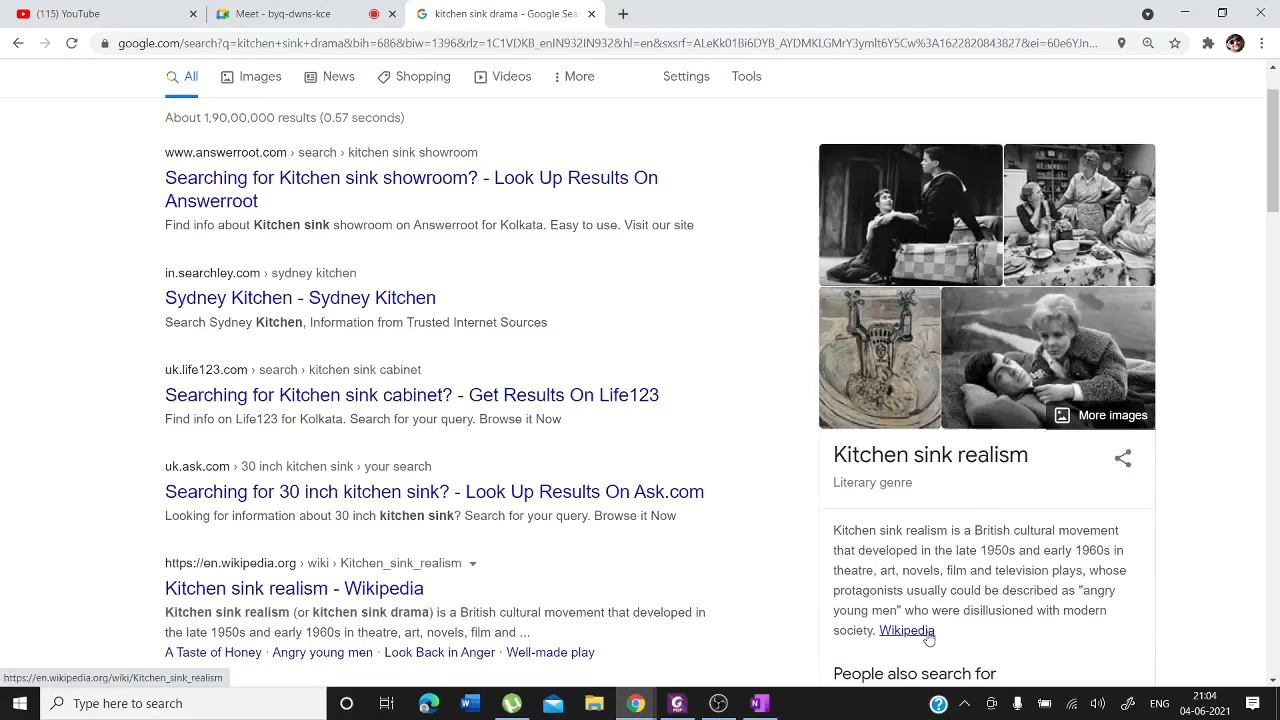 (115) YouTube
Meet - byq-dwns-kce
kitchen sink drama - Google Sea
google.com/search?q=kitchen+sink+drama&bih=686&biw=1396&rlz=1C1VDKB_enIN932IN932&hl=en&sxsrf=ALeKk01Bi6DYB_AYDMKLGMrY3ymlt6Y5Cw%3A1622820843827&ei=60e6YJn...
All
Images
News
Shopping
Videos
More
Settings
Tools
About 1,90,00,000 results (0.57 seconds)
www.answerroot.com › search › kitchen sink showroom
Searching for Kitchen sink showroom? - Look Up Results On
Answerroot
Find info about Kitchen sink showroom on Answerroot for Kolkata. Easy to use. Visit our site
in.searchley.com › sydney kitchen
Sydney Kitchen - Sydney Kitchen
Search Sydney Kitchen, Information from Trusted Internet Sources
uk.life123.com › search › kitchen sink cabinet
Searching for Kitchen sink cabinet? - Get Results On Life123
Find info on Life123 for Kolkata. Search for your query. Browse it Now
uk.ask.com › 30 inch kitchen sink › your search
Searching for 30 inch kitchen sink? - Look Up Results On Ask.com
Looking for information about 30 inch kitchen sink? Search for your query. Browse it Now
https://en.wikipedia.org › wiki › Kitchen_sink_realism
Kitchen sink realism - Wikipedia
Kitchen sink realism (or kitchen sink drama) is a British cultural movement that developed in
the late 1950s and early 1960s in theatre, art, novels, film and ...
A Taste of Honey · Angry young men · Look Back in Anger · Well-made play
More images
Kitchen sink realism
Literary genre
Kitchen sink realism is a British cultural movement
that developed in the late 1950s and early 1960s in
theatre, art, novels, film and television plays, whose
protagonists usually could be described as "angry
young men" who were disillusioned with modern
society. Wikipedia
People also search for
https://en.wikipedia.org/wiki/Kitchen_sink_realism
Type here to search
ENG
21:04
04-06-2021